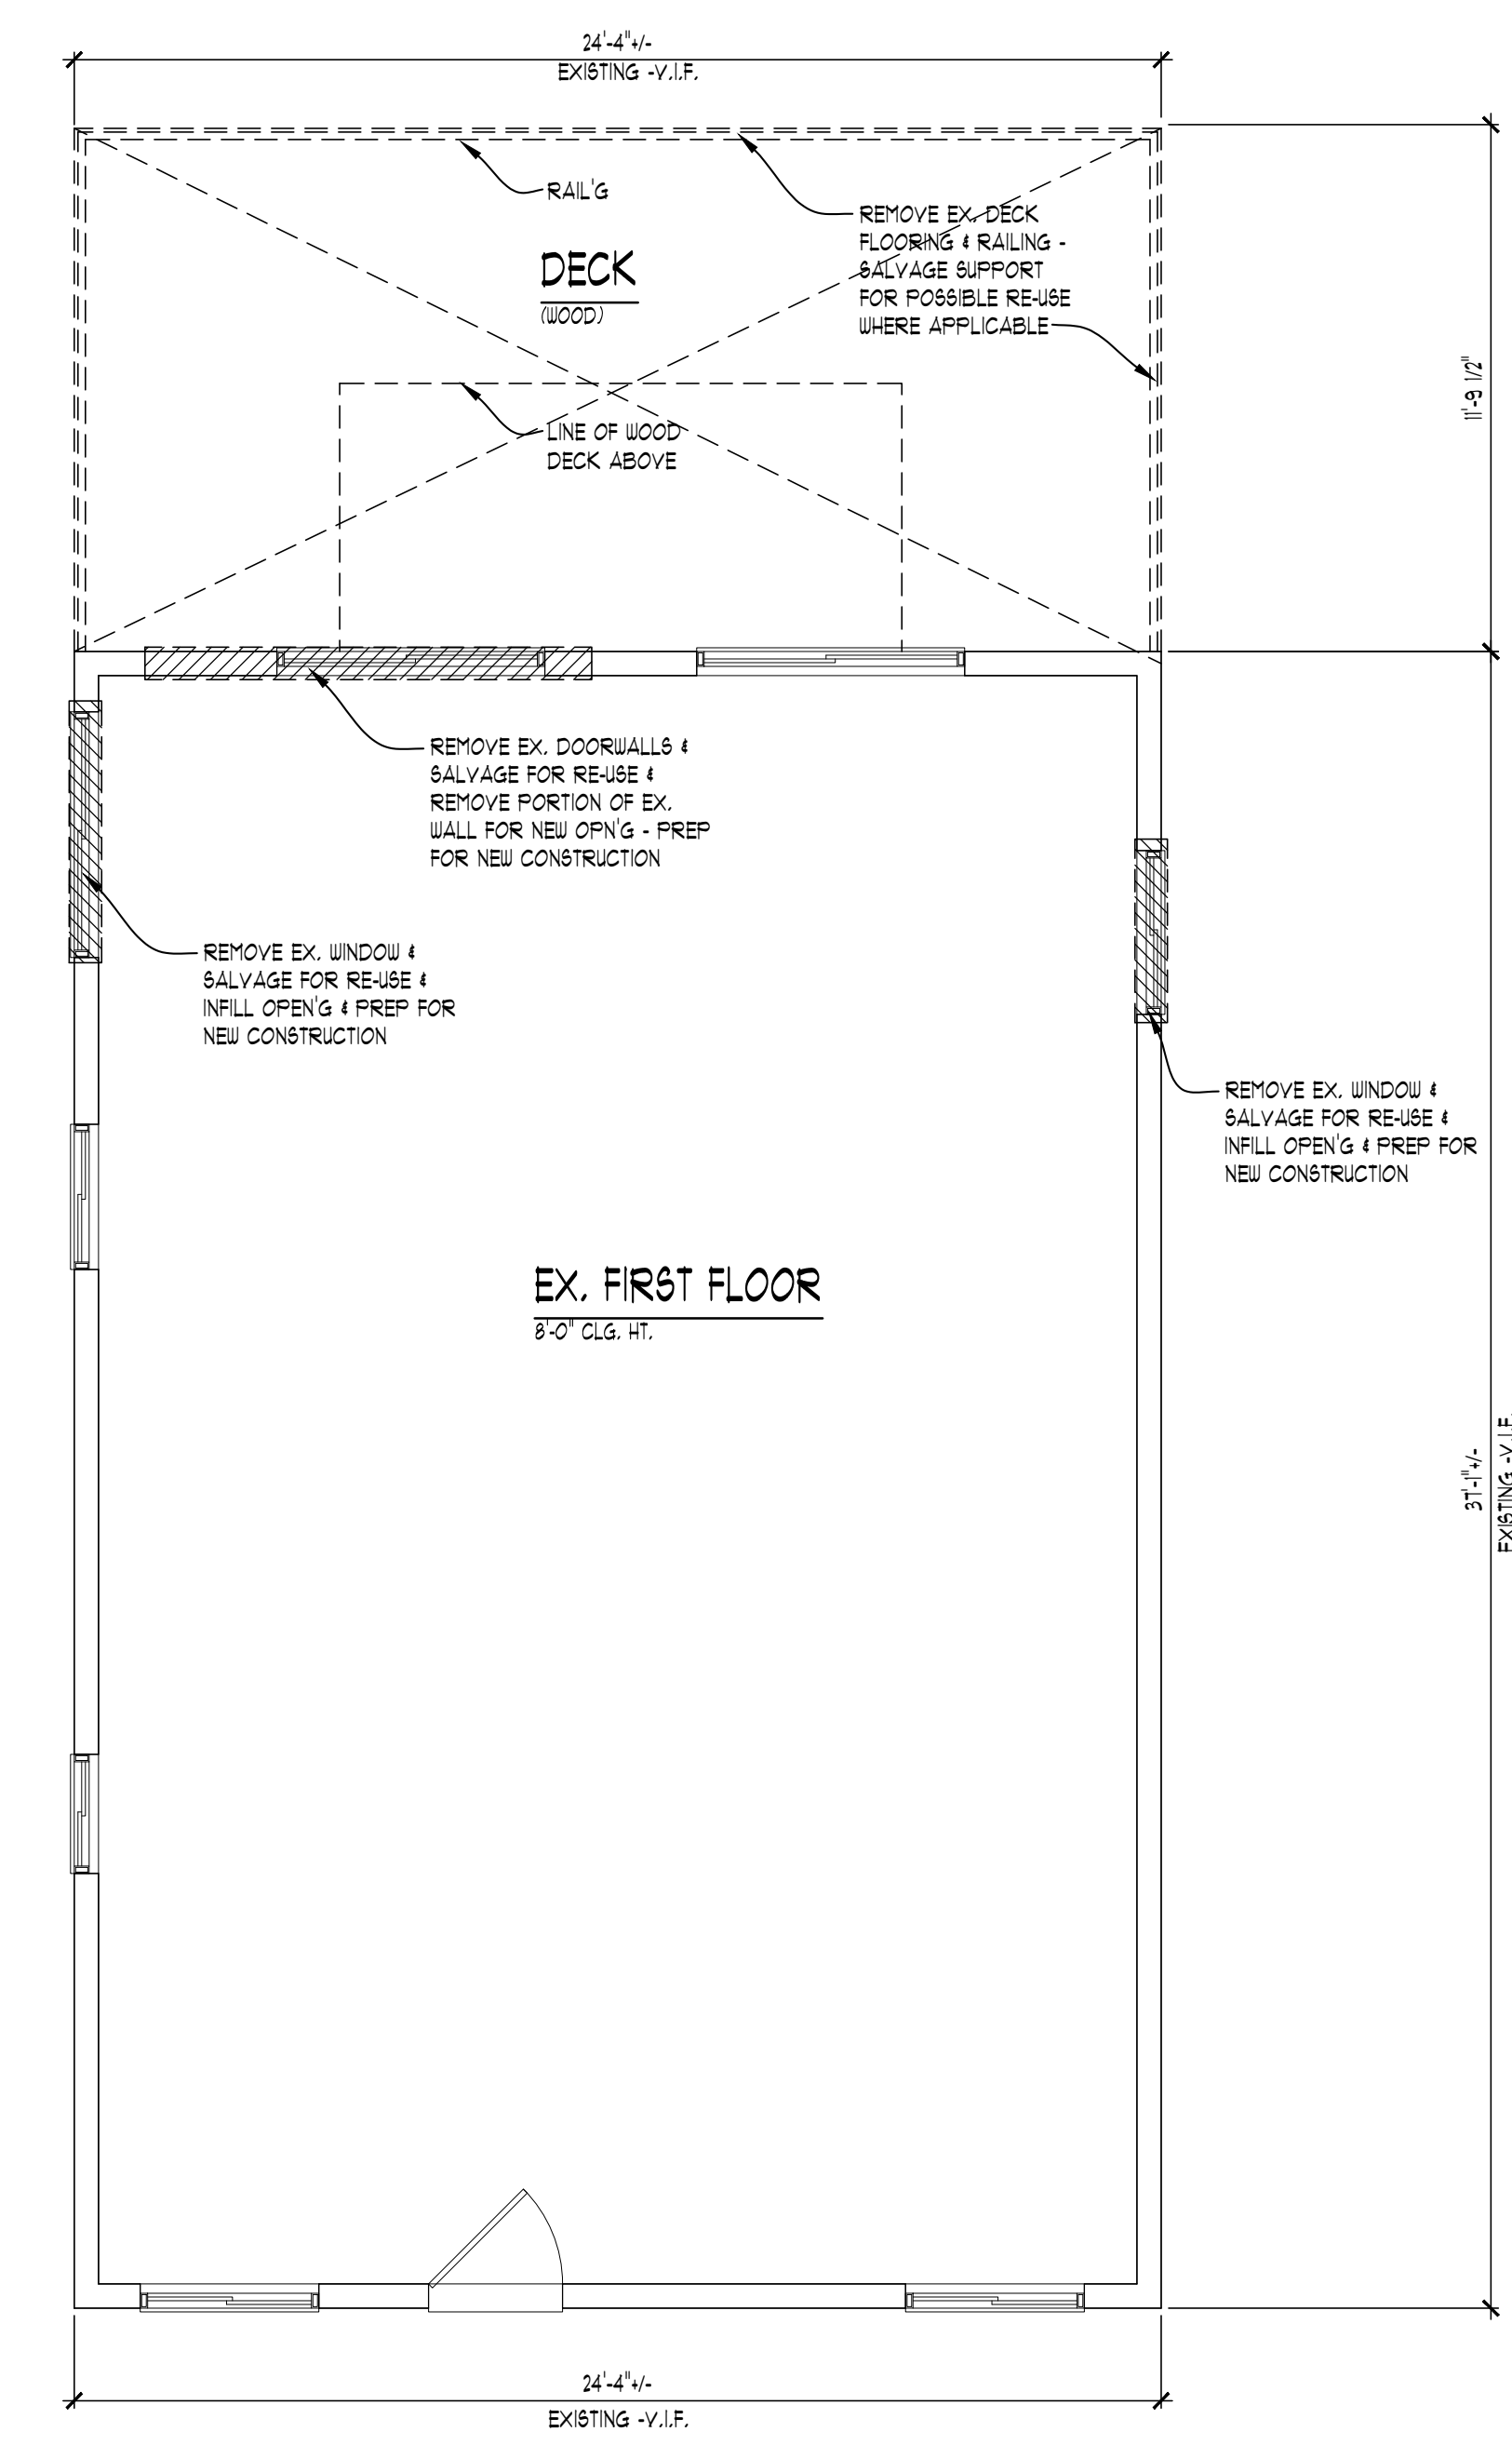 24'-4"+/-
EXISTING -V.I.F.
RAIL'G
DECK
(WOOD)
REMOVE EX. DECK
FLOORING & RAILING -
SALVAGE SUPPORT
FOR POSSIBLE RE-USE
WHERE APPLICABLE
11'-9 1/2"
LINE OF WOOD
DECK ABOVE
REMOVE EX. DOORWALLS &
SALVAGE FOR RE-USE &
REMOVE PORTION OF EX.
WALL FOR NEW OPN'G - PREP
FOR NEW CONSTRUCTION
REMOVE EX. WINDOW &
SALVAGE FOR RE-USE &
INFILL OPEN'G & PREP FOR
NEW CONSTRUCTION
REMOVE EX. WINDOW &
SALVAGE FOR RE-USE &
INFILL OPEN'G & PREP FOR
NEW CONSTRUCTION
EX. FIRST FLOOR
8'-0" CLG. HT.
37'-1"+/-
EXISTING -V.I.F.
24'-4"+/-
EXISTING -V.I.F.